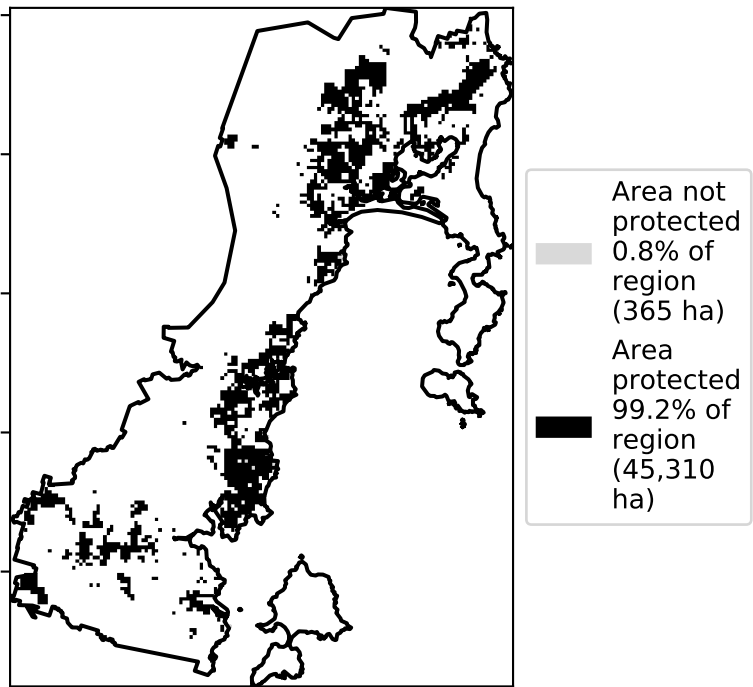 Area not
protected
0.8% of
region
(365 ha)
Area
protected
99.2% of
region
(45,310
ha)